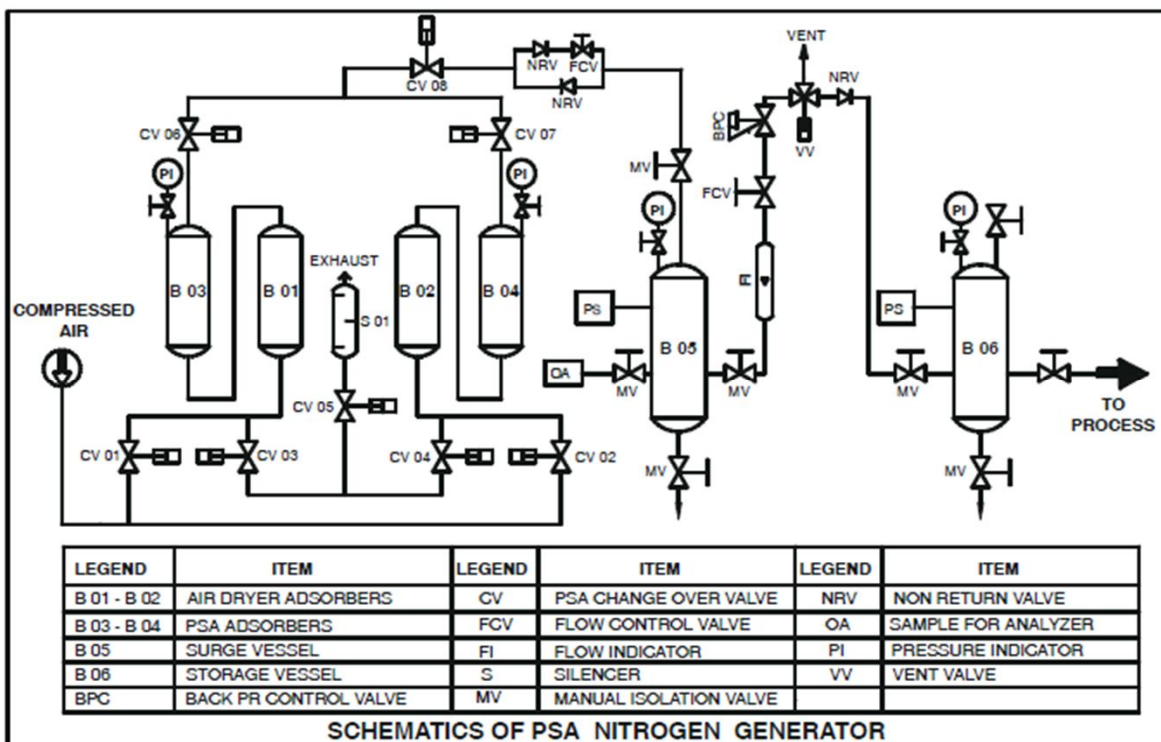 VENT
NRV
FCV
NRV
NRV
CV 08
BPC
VV
CV 06
CV 07
MV
PI
PI
FCV
PI
PI
EXHAUST
B 03
B 01
B 02
B 04
S 01
FI
COMPRESSED
AIR
PS
PS
B 05
B 06
OA
CV 05
MV
MV
MV
TO
PROCESS
CV 01
CV 03
CV 04
CV 02
MV
MV
LEGEND ITEM LEGEND ITEM LEGEND ITEM
B 01 - B 02 AIR DRYER ADSORBERS CV PSA CHANGE OVER VALVE NRV NON RETURN VALVE
B 03 - B 04 PSA ADSORBERS FCV FLOW CONTROL VALVE OA SAMPLE FOR ANALYZER
B 05 SURGE VESSEL FI FLOW INDICATOR PI PRESSURE INDICATOR
B 06 STORAGE VESSEL S SILENCER VV VENT VALVE
BPC BACK PR CONTROL VALVE MV MANUAL ISOLATION VALVE
SCHEMATICS OF PSA NITROGEN GENERATOR